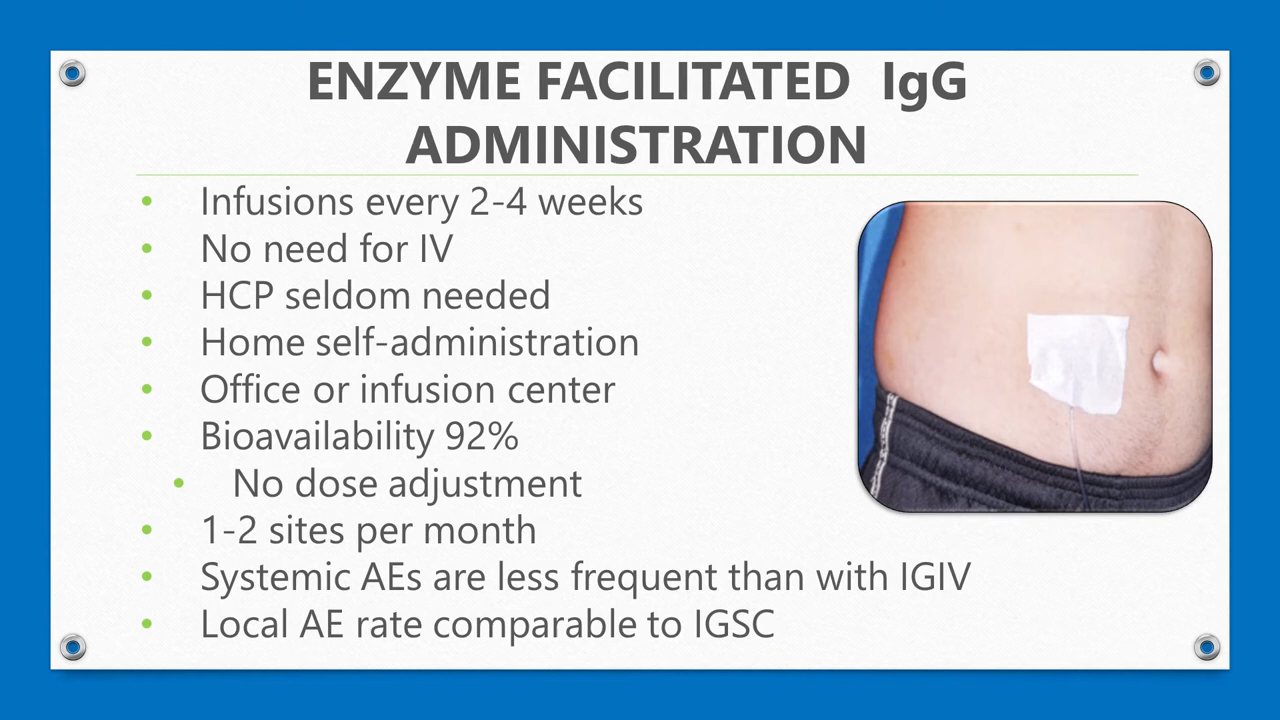 ENZYME FACILITATED IgG
ADMINISTRATION
• Infusions every 2-4 weeks
• No need for IV
• HCP seldom needed
• Home self-administration
• Office or infusion center
• Bioavailability 92%
• No dose adjustment
• 1-2 sites per month
• Systemic AEs are less frequent than with IGIV
• Local AE rate comparable to IGSC